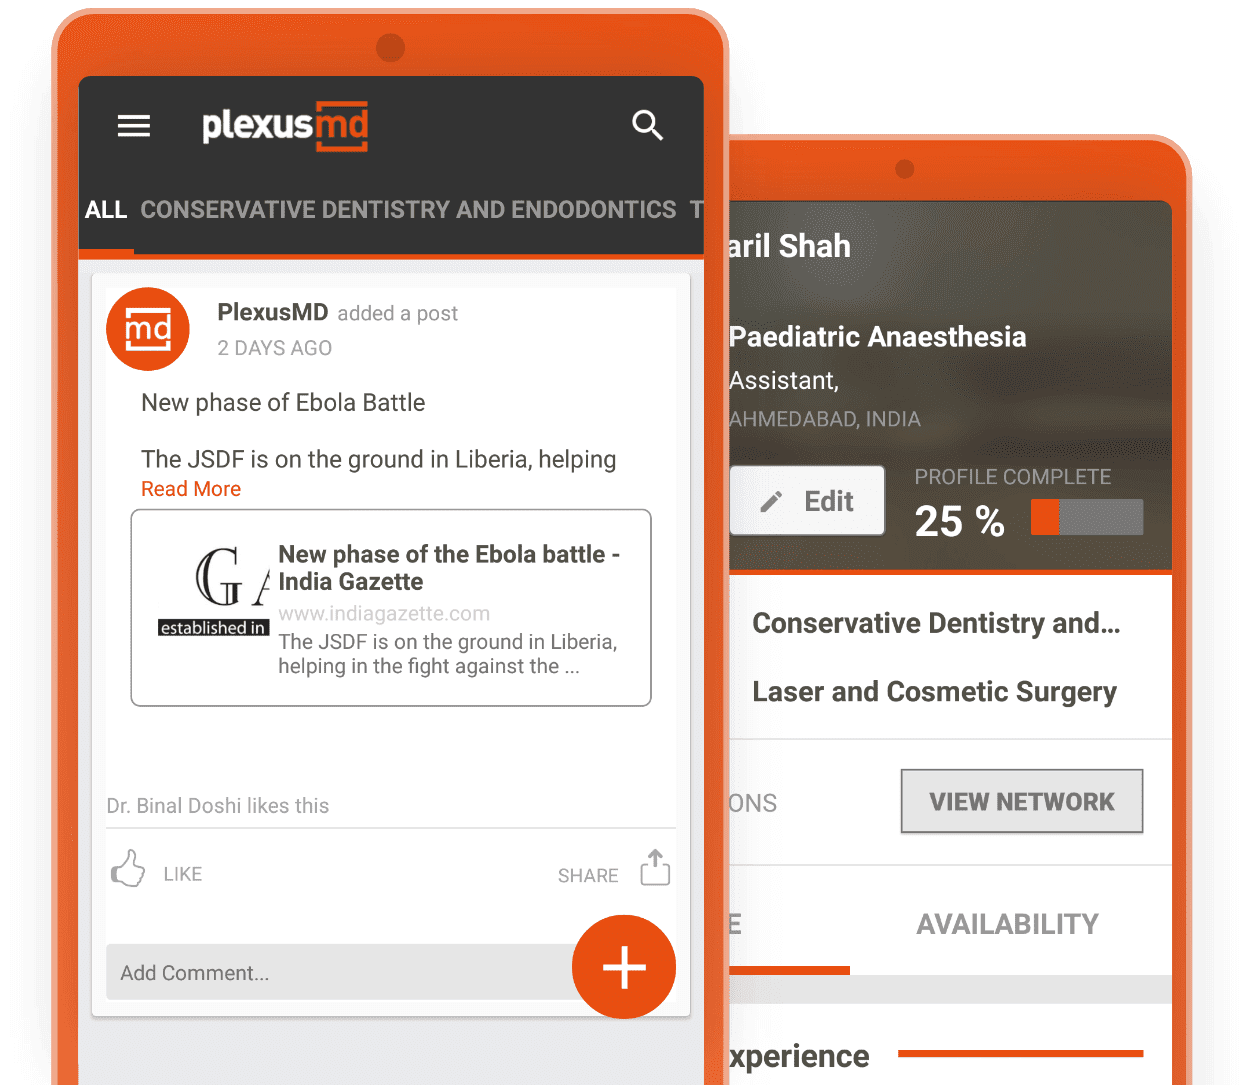 plexusmd
ALL CONSERVATIVE DENTISTRY AND ENDODONTICS T
md
PlexusMD added a post
2 DAYS AGO
New phase of Ebola Battle
The JSDF is on the ground in Liberia, helping
Read More
GA
established in
New phase of the Ebola battle -
India Gazette
www.indiagazette.com
The JSDF is on the ground in Liberia,
helping in the fight against the ...
Dr. Binal Doshi likes this
LIKE
SHARE
Add Comment...
aril Shah
Paediatric Anaesthesia
Assistant,
AHMEDABAD, INDIA
Edit
PROFILE COMPLETE
25 %
Conservative Dentistry and...
Laser and Cosmetic Surgery
ONS
VIEW NETWORK
E
AVAILABILITY
xperience